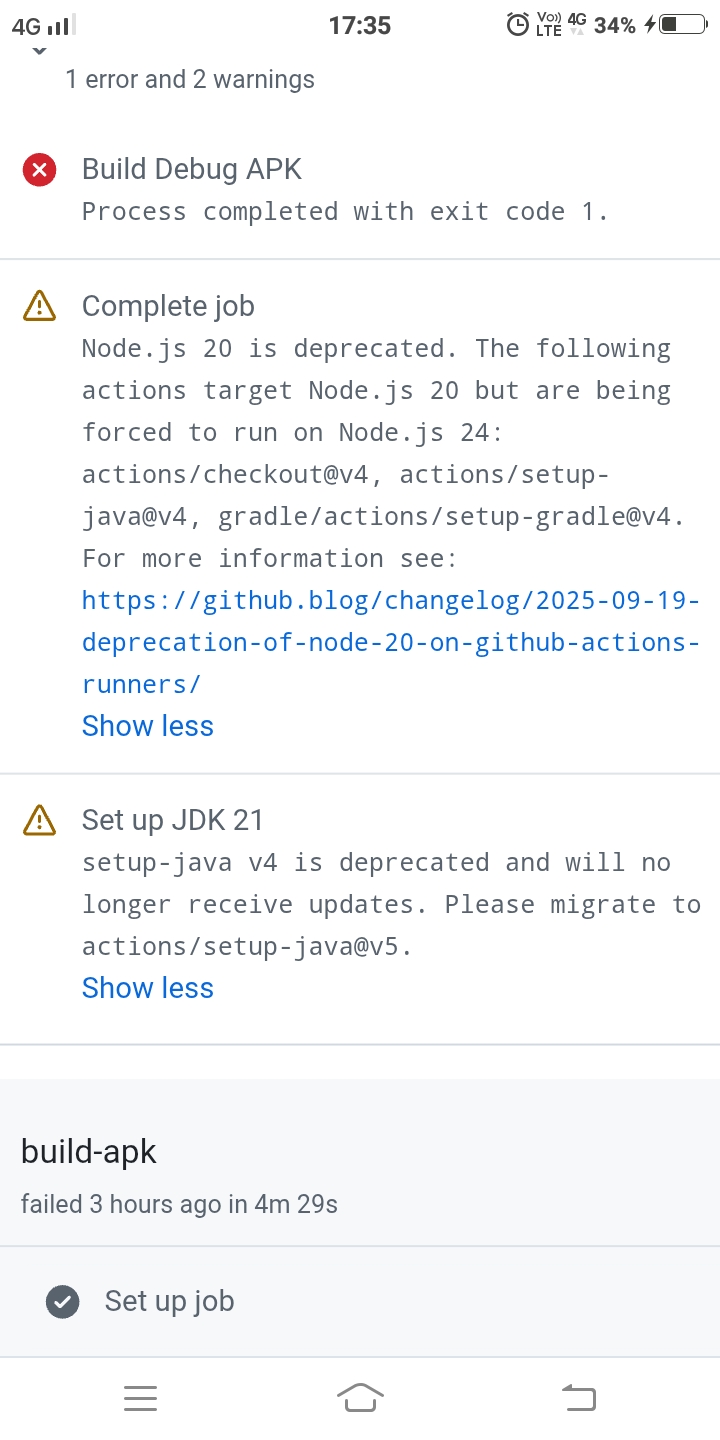 4G 17:35 Vo)) LTE 4G 34%
1 error and 2 warnings
Build Debug APK
Process completed with exit code 1.
Complete job
Node.js 20 is deprecated. The following
actions target Node.js 20 but are being
forced to run on Node.js 24:
actions/checkout@v4, actions/setup-
java@v4, gradle/actions/setup-gradle@v4.
For more information see:
https://github.blog/changelog/2025-09-19-
deprecation-of-node-20-on-github-actions-
runners/
Show less
Set up JDK 21
setup-java v4 is deprecated and will no
longer receive updates. Please migrate to
actions/setup-java@v5.
Show less
build-apk
failed 3 hours ago in 4m 29s
Set up job